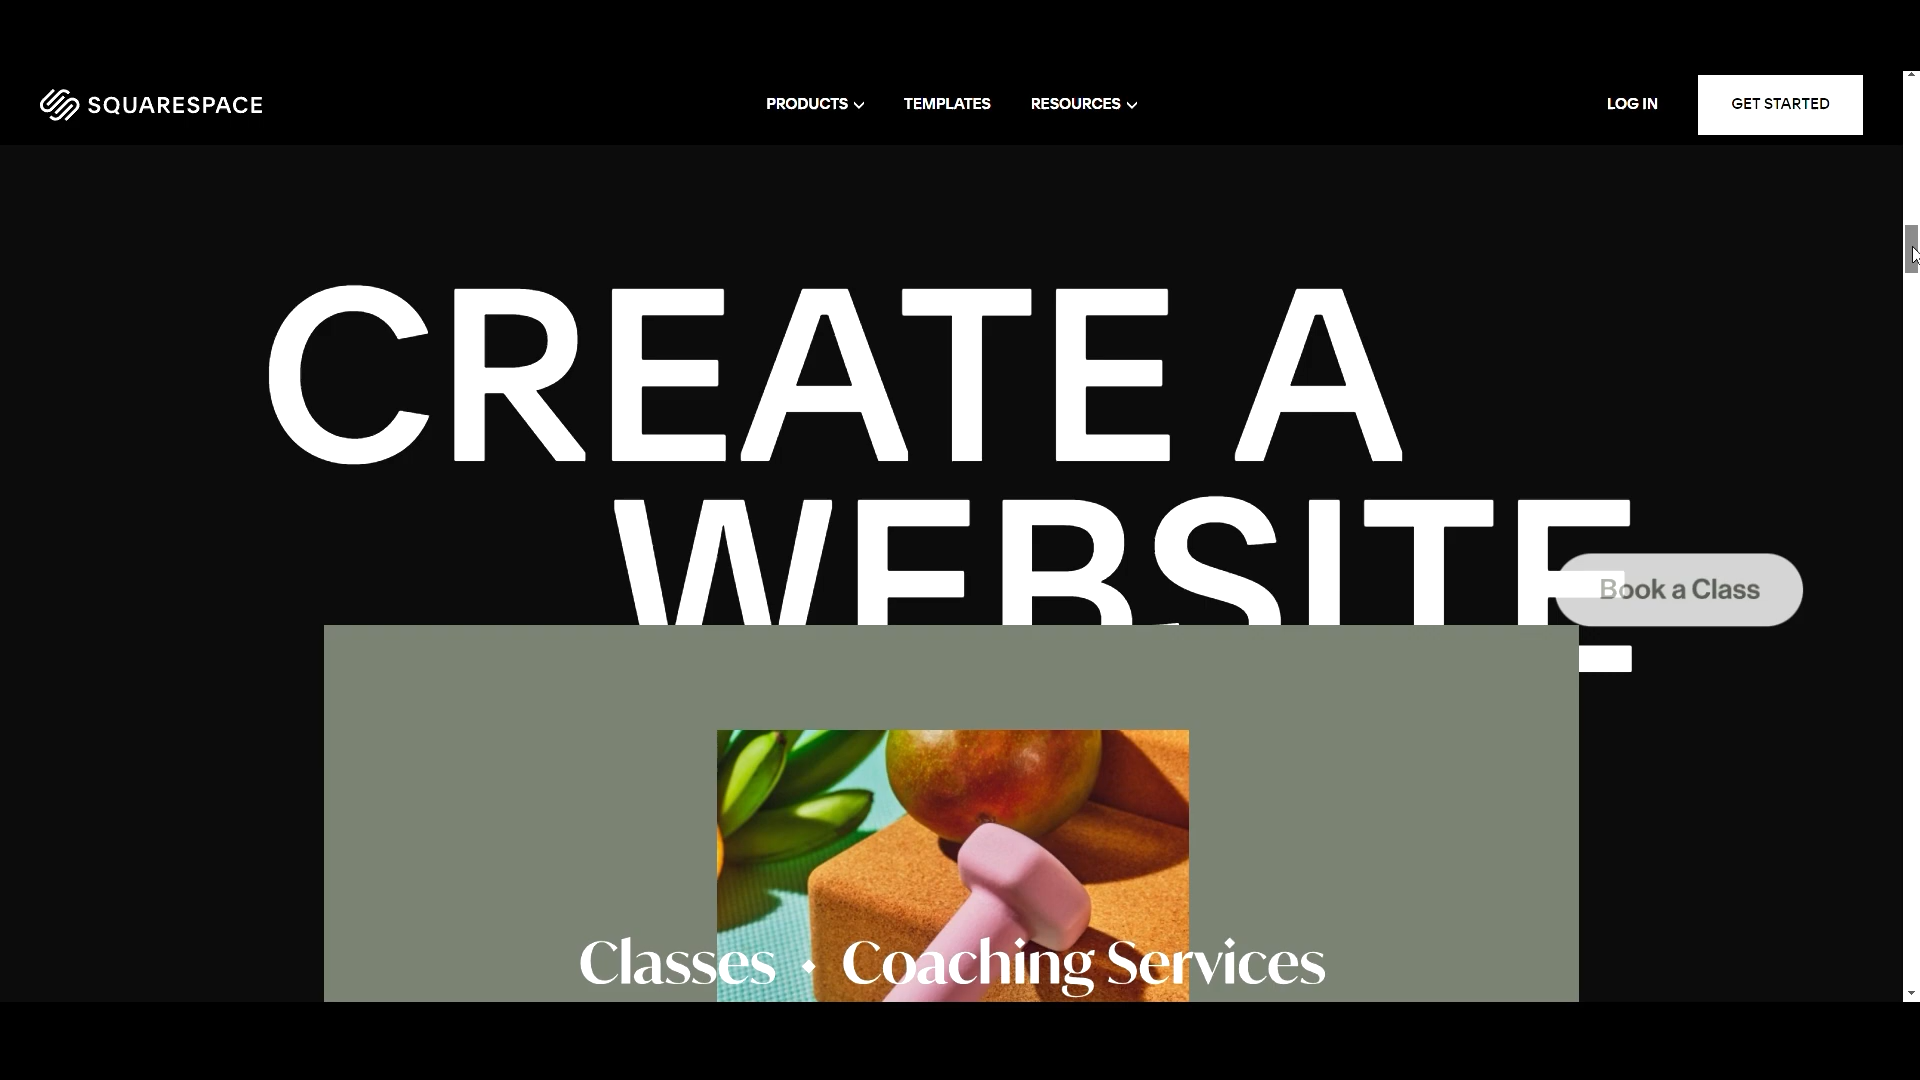 SQUARESPACE
PRODUCTS
TEMPLATES
RESOURCES
LOG IN
GET STARTED
CREATE A
WEBSITE
Book a Class
Classes • Coaching Services